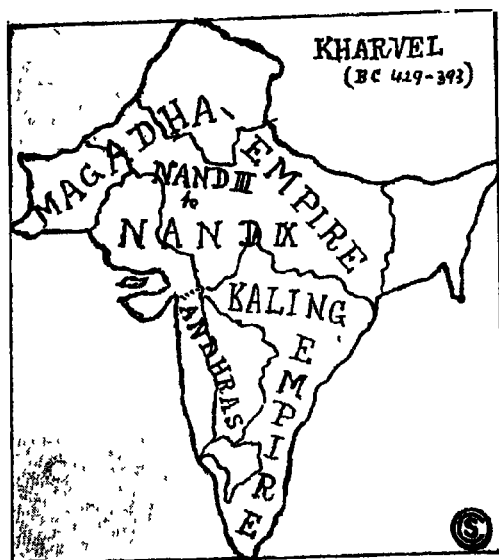 KHARVEL
(BC 429-393)
MAGADHA EMPIRE
NAND III
to
NAND IX
KALING EMPIRE
ANDHRAS
S